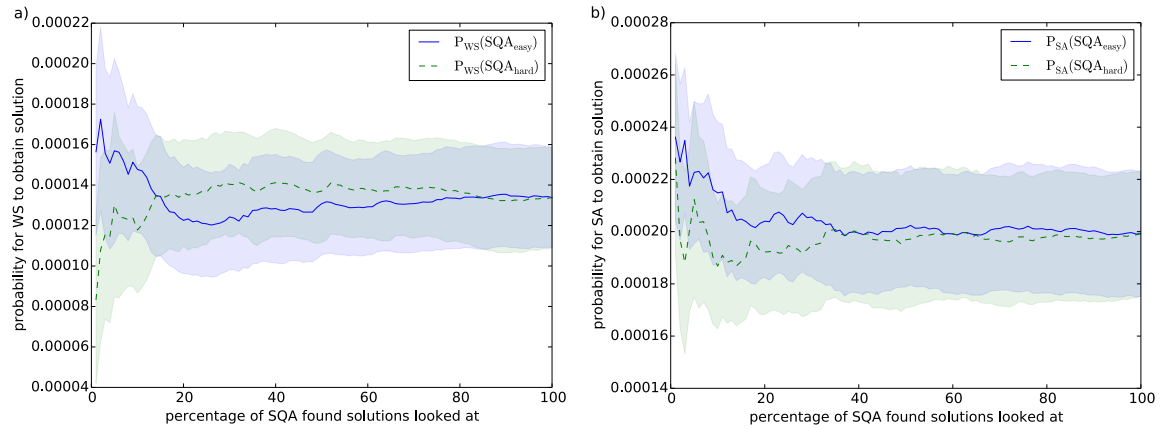 a)
0.00022
0.00020
0.00018
0.00016
0.00014
0.00012
0.00010
0.00008
0.00006
0.00004
0 20 40 60 80 100
probability for WS to obtain solution
percentage of SQA found solutions looked at
P_WS(SQA_easy)
P_WS(SQA_hard)
b)
0.00028
0.00026
0.00024
0.00022
0.00020
0.00018
0.00016
0.00014
0 20 40 60 80 100
probability for SA to obtain solution
percentage of SQA found solutions looked at
P_SA(SQA_easy)
P_SA(SQA_hard)